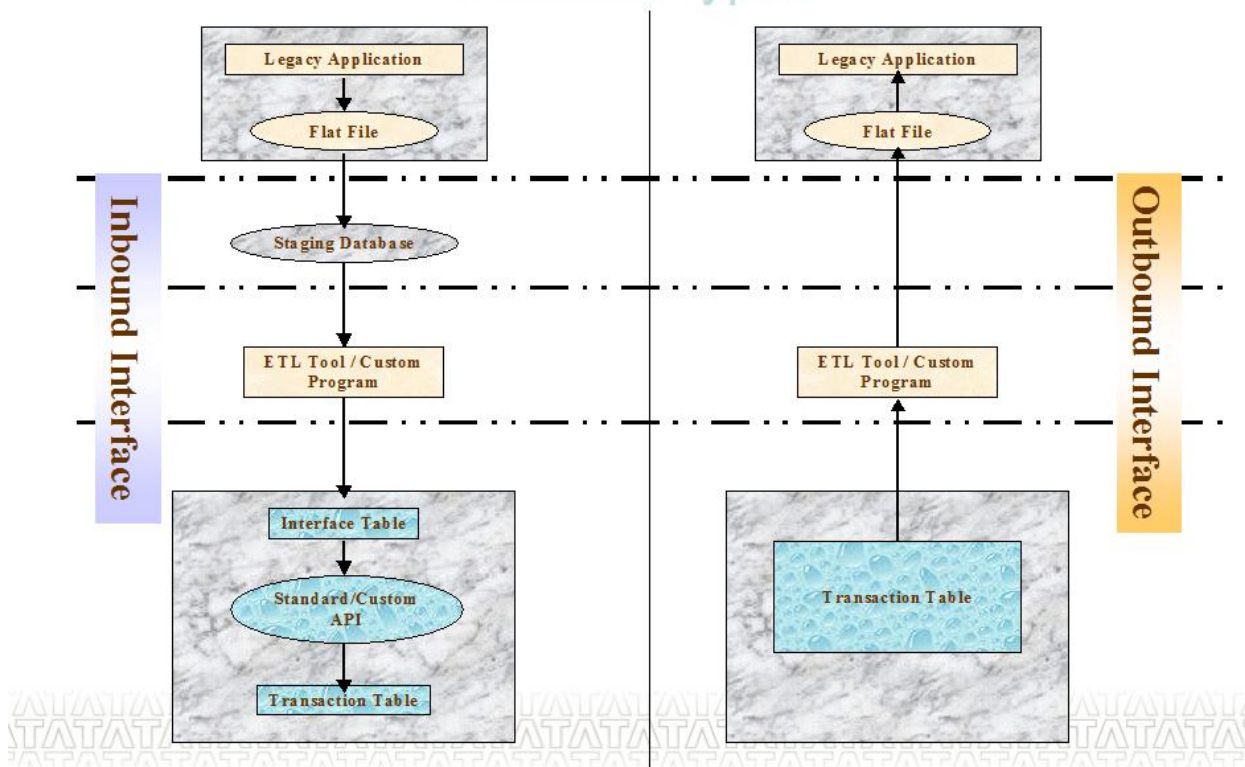 Legacy Application
Flat File
Staging Database
ETL Tool / Custom
Program
Interface Table
Standard/Custom
API
Transaction Table
Inbound Interface
Legacy Application
Flat File
ETL Tool / Custom
Program
Transaction Table
Outbound Interface
TATATATATATATATATATA